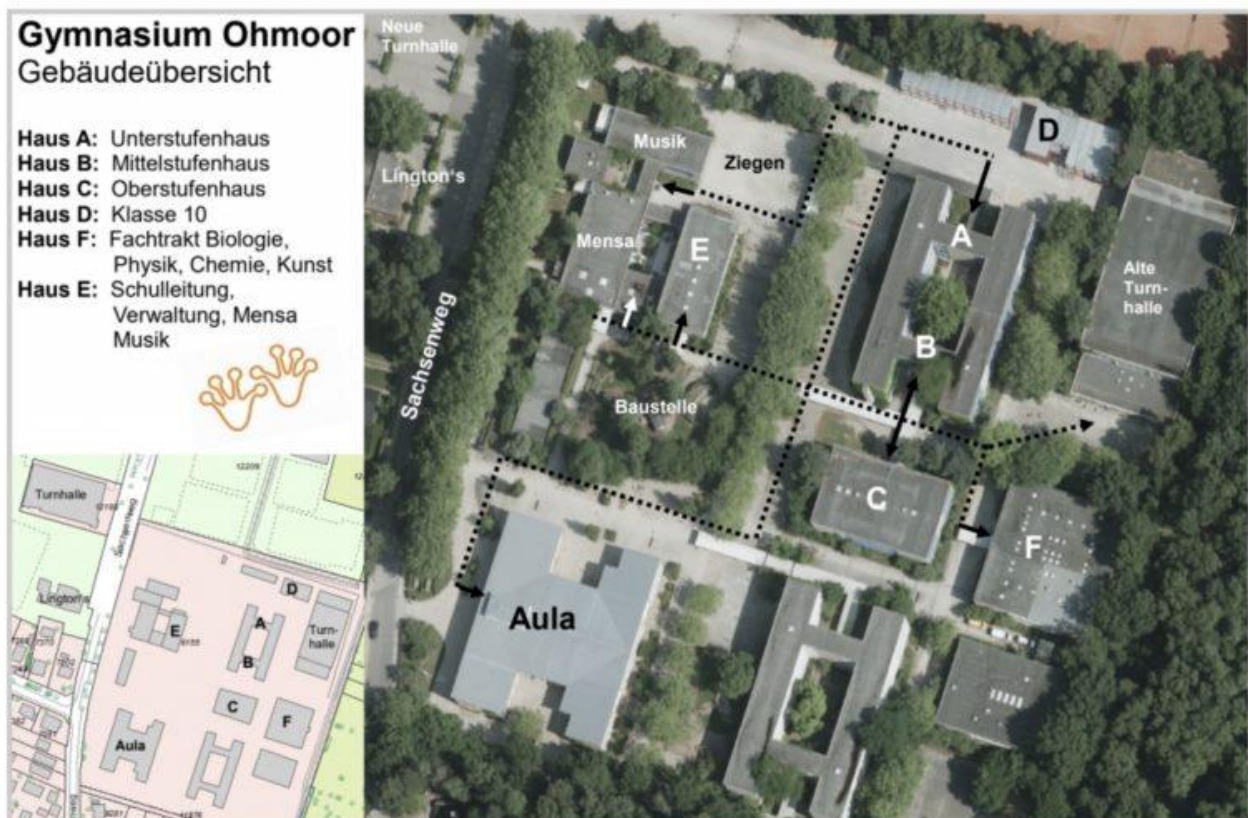 Gymnasium Ohmoor
Gebäudeübersicht
Haus A: Unterstufenhaus
Haus B: Mittelstufenhaus
Haus C: Oberstufenhaus
Haus D: Klasse 10
Haus F: Fachtrakt Biologie,
Physik, Chemie, Kunst
Haus E: Schulleitung,
Verwaltung, Mensa
Musik
Neue
Turnhalle
Lington's
Musik
Ziegen
D
Mensa
E
A
Alte
Turn-
halle
Sachsenweg
B
Baustelle
C
F
Aula
Turnhalle
12209
Lington's
D
E
A
Turn-
halle
B
C
F
Aula